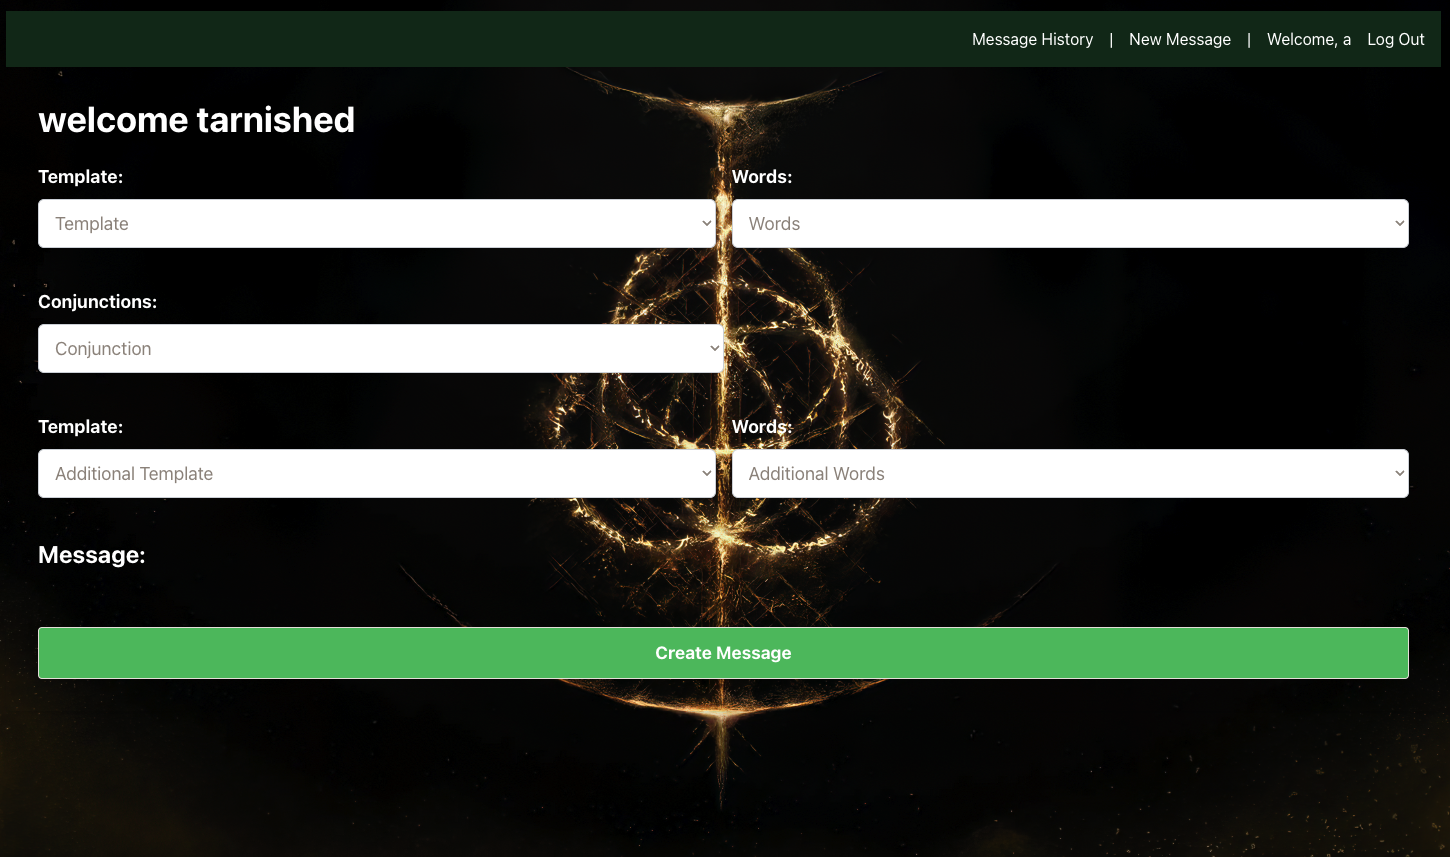 Message History | New Message | Welcome, a Log Out
welcome tarnished
Template: Words:
Template Words
Conjunctions:
Conjunction
Template: Words:
Additional Template Additional Words
Message:
Create Message